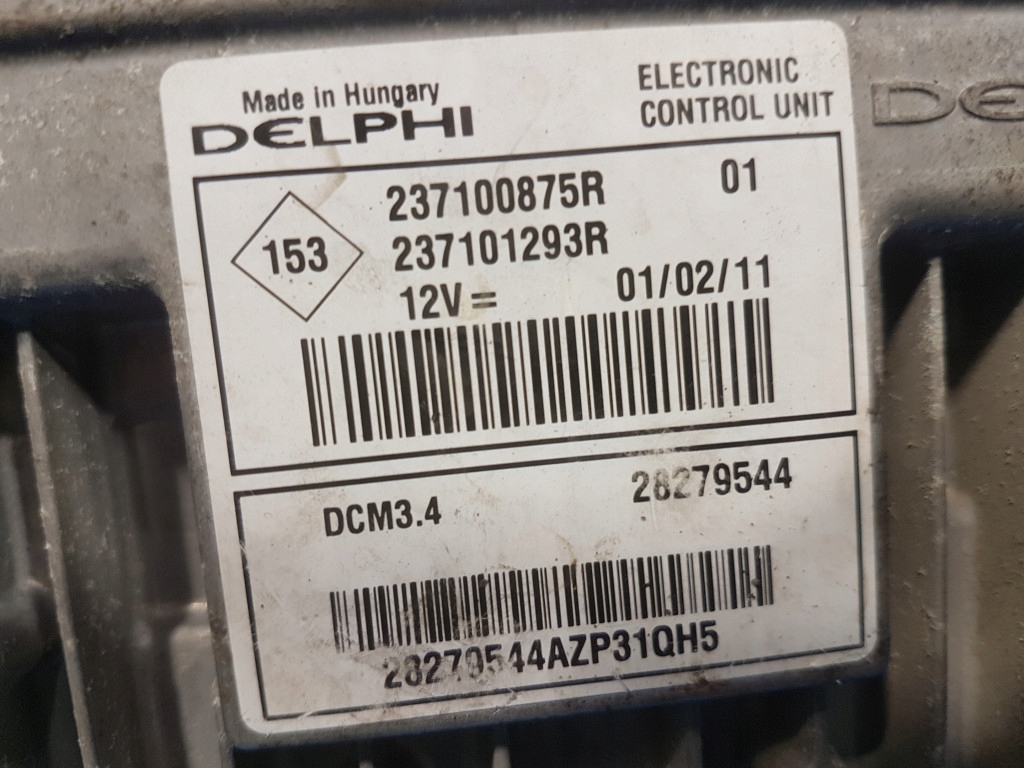 Made in Hungary
DELPHI
ELECTRONIC
CONTROL UNIT
DE
153
237100875R 01
237101293R
12V = 01/02/11
DCM3.4 28279544
28279544AZP31QH5